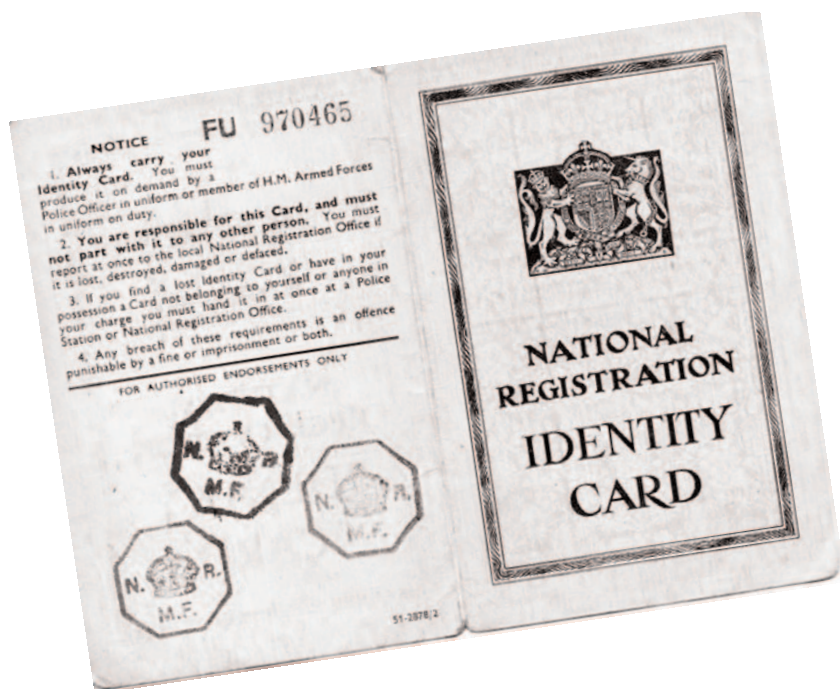 FU 970465
NOTICE
1. Always carry your
Identity Card. You must
produce it on demand by a
Police Officer in uniform or member of H.M. Armed Forces
in uniform on duty.
2. You are responsible for this Card, and must
not part with it to any other person. You must
report at once to the local National Registration Office if
it is lost, destroyed, damaged or defaced.
3. If you find a lost Identity Card or have in your
possession a Card not belonging to yourself or anyone in
your charge you must hand it in at once at a Police
Station or National Registration Office.
4. Any breach of these requirements is an offence
punishable by a fine or imprisonment or both.
FOR AUTHORISED ENDORSEMENTS ONLY
N. R.
M.F.
N. R.
M.F.
N. R.
M.F.
51-2878/2
NATIONAL
REGISTRATION
IDENTITY
CARD